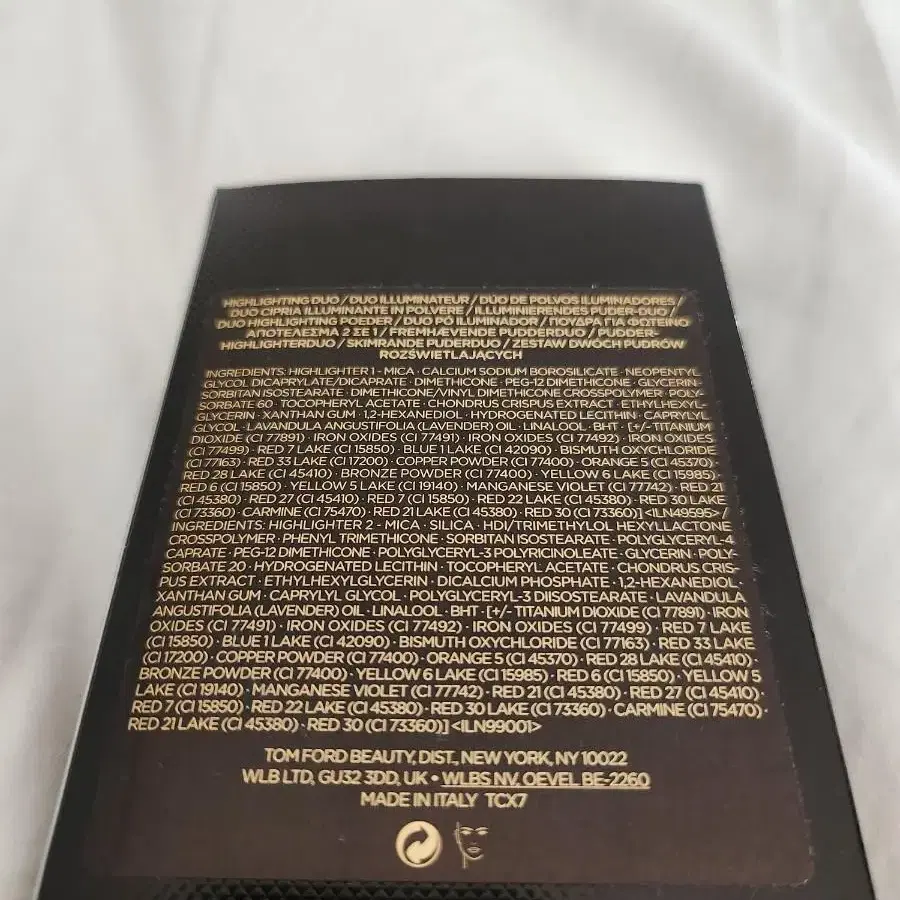 HIGHLIGHTING DUO / DUO ILLUMINATEUR / DÚO DE POLVOS ILUMINADORES /
DUO CIPRIA ILLUMINANTE IN POLVERE / ILLUMINIERENDES PUDER-DUO /
DUO HIGHLIGHTING POEDER / DUO PÓ ILUMINADOR / ΠΟΥΔΡΑ ΓΙΑ ΦΩΤΕΙΝΟ
ΑΠΟΤΕΛΕΣΜΑ 2 ΣΕ 1 / FREMHÆVENDE PUDDERDUO / PUDDER-
HIGHLIGHTERDUO / SKIMRANDE PUDERDUO / ZESTAW DWÓCH PUDRÓW
ROZŚWIETLAJĄCYCH
INGREDIENTS: HIGHLIGHTER 1 - MICA · CALCIUM SODIUM BOROSILICATE · NEOPENTYL
GLYCOL DICAPRYLATE/DICAPRATE · DIMETHICONE · PEG-12 DIMETHICONE · GLYCERIN·
SORBITAN ISOSTEARATE · DIMETHICONE/VINYL DIMETHICONE CROSSPOLYMER · POLY-
SORBATE 60 · TOCOPHERYL ACETATE · CHONDRUS CRISPUS EXTRACT · ETHYLHEXYL-
GLYCERIN · XANTHAN GUM · 1,2-HEXANEDIOL · HYDROGENATED LECITHIN · CAPRYLYL
GLYCOL · LAVANDULA ANGUSTIFOLIA (LAVENDER) OIL · LINALOOL · BHT · [+/- TITANIUM
DIOXIDE (CI 77891) · IRON OXIDES (CI 77491) · IRON OXIDES (CI 77492) · IRON OXIDES
(CI 77499) · RED 7 LAKE (CI 15850) · BLUE 1 LAKE (CI 42090) · BISMUTH OXYCHLORIDE
(CI 77163) · RED 33 LAKE (CI 17200) · COPPER POWDER (CI 77400) · ORANGE 5 (CI 45370)·
RED 28 LAKE (CI 45410) · BRONZE POWDER (CI 77400) · YELLOW 6 LAKE (CI 15985)·
RED 6 (CI 15850) · YELLOW 5 LAKE (CI 19140) · MANGANESE VIOLET (CI 77742) · RED 21
(CI 45380) · RED 27 (CI 45410) · RED 7 (CI 15850) · RED 22 LAKE (CI 45380) · RED 30 LAKE
(CI 73360) · CARMINE (CI 75470) · RED 21 LAKE (CI 45380) · RED 30 (CI 73360)] <ILN49595> /
INGREDIENTS: HIGHLIGHTER 2 - MICA · SILICA · HDI/TRIMETHYLOL HEXYLLACTONE
CROSSPOLYMER · PHENYL TRIMETHICONE · SORBITAN ISOSTEARATE · POLYGLYCERYL-4
CAPRATE · PEG-12 DIMETHICONE · POLYGLYCERYL-3 POLYRICINOLEATE · GLYCERIN · POLY-
SORBATE 20 · HYDROGENATED LECITHIN · TOCOPHERYL ACETATE · CHONDRUS CRIS-
PUS EXTRACT · ETHYLHEXYLGLYCERIN · DICALCIUM PHOSPHATE · 1,2-HEXANEDIOL·
XANTHAN GUM · CAPRYLYL GLYCOL · POLYGLYCERYL-3 DIISOSTEARATE · LAVANDULA
ANGUSTIFOLIA (LAVENDER) OIL · LINALOOL · BHT · [+/- TITANIUM DIOXIDE (CI 77891) · IRON
OXIDES (CI 77491) · IRON OXIDES (CI 77492) · IRON OXIDES (CI 77499) · RED 7 LAKE
(CI 15850) · BLUE 1 LAKE (CI 42090) · BISMUTH OXYCHLORIDE (CI 77163) · RED 33 LAKE
(CI 17200) · COPPER POWDER (CI 77400) · ORANGE 5 (CI 45370) · RED 28 LAKE (CI 45410)·
BRONZE POWDER (CI 77400) · YELLOW 6 LAKE (CI 15985) · RED 6 (CI 15850) · YELLOW 5
LAKE (CI 19140) · MANGANESE VIOLET (CI 77742) · RED 21 (CI 45380) · RED 27 (CI 45410)·
RED 7 (CI 15850) · RED 22 LAKE (CI 45380) · RED 30 LAKE (CI 73360) · CARMINE (CI 75470)·
RED 21 LAKE (CI 45380) · RED 30 (CI 73360)] <ILN99001>
TOM FORD BEAUTY, DIST., NEW YORK, NY 10022
WLB LTD, GU32 3DD, UK • WLBS NV. OEVEL BE-2260
MADE IN ITALY TCX7